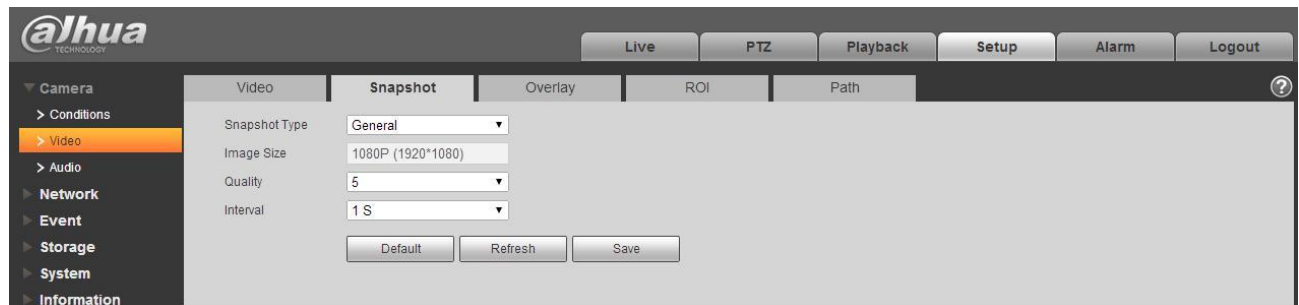 alhua
TECHNOLOGY
Live PTZ Playback Setup Alarm Logout
Camera
> Conditions
> Video
> Audio
Network
Event
Storage
System
Information
Video Snapshot Overlay ROI Path ?
Snapshot Type General
Image Size 1080P (1920*1080)
Quality 5
Interval 1 S
Default Refresh Save